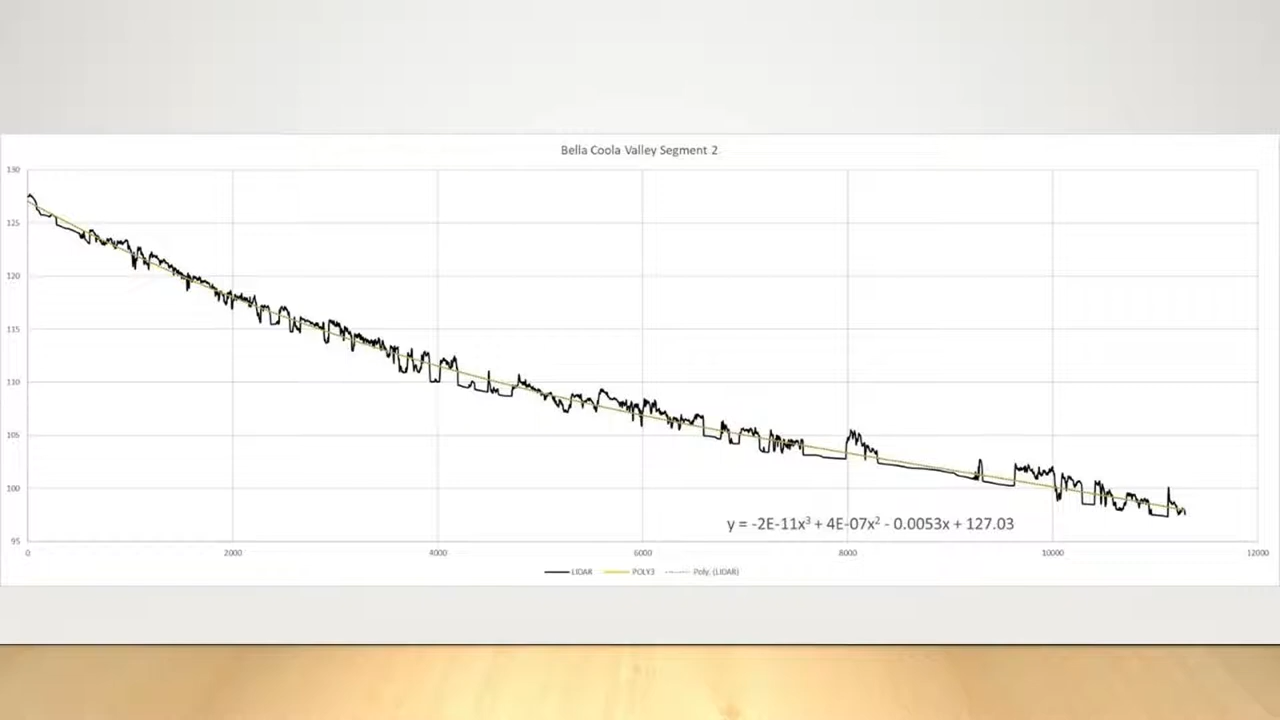 Bella Coola Valley Segment 2
130
125
120
115
110
105
100
95
y = -2E-11x³ + 4E-07x² - 0.0053x + 127.03
0 2000 4000 6000 8000 10000 12000
LIDAR POLY3 Poly. (LIDAR)